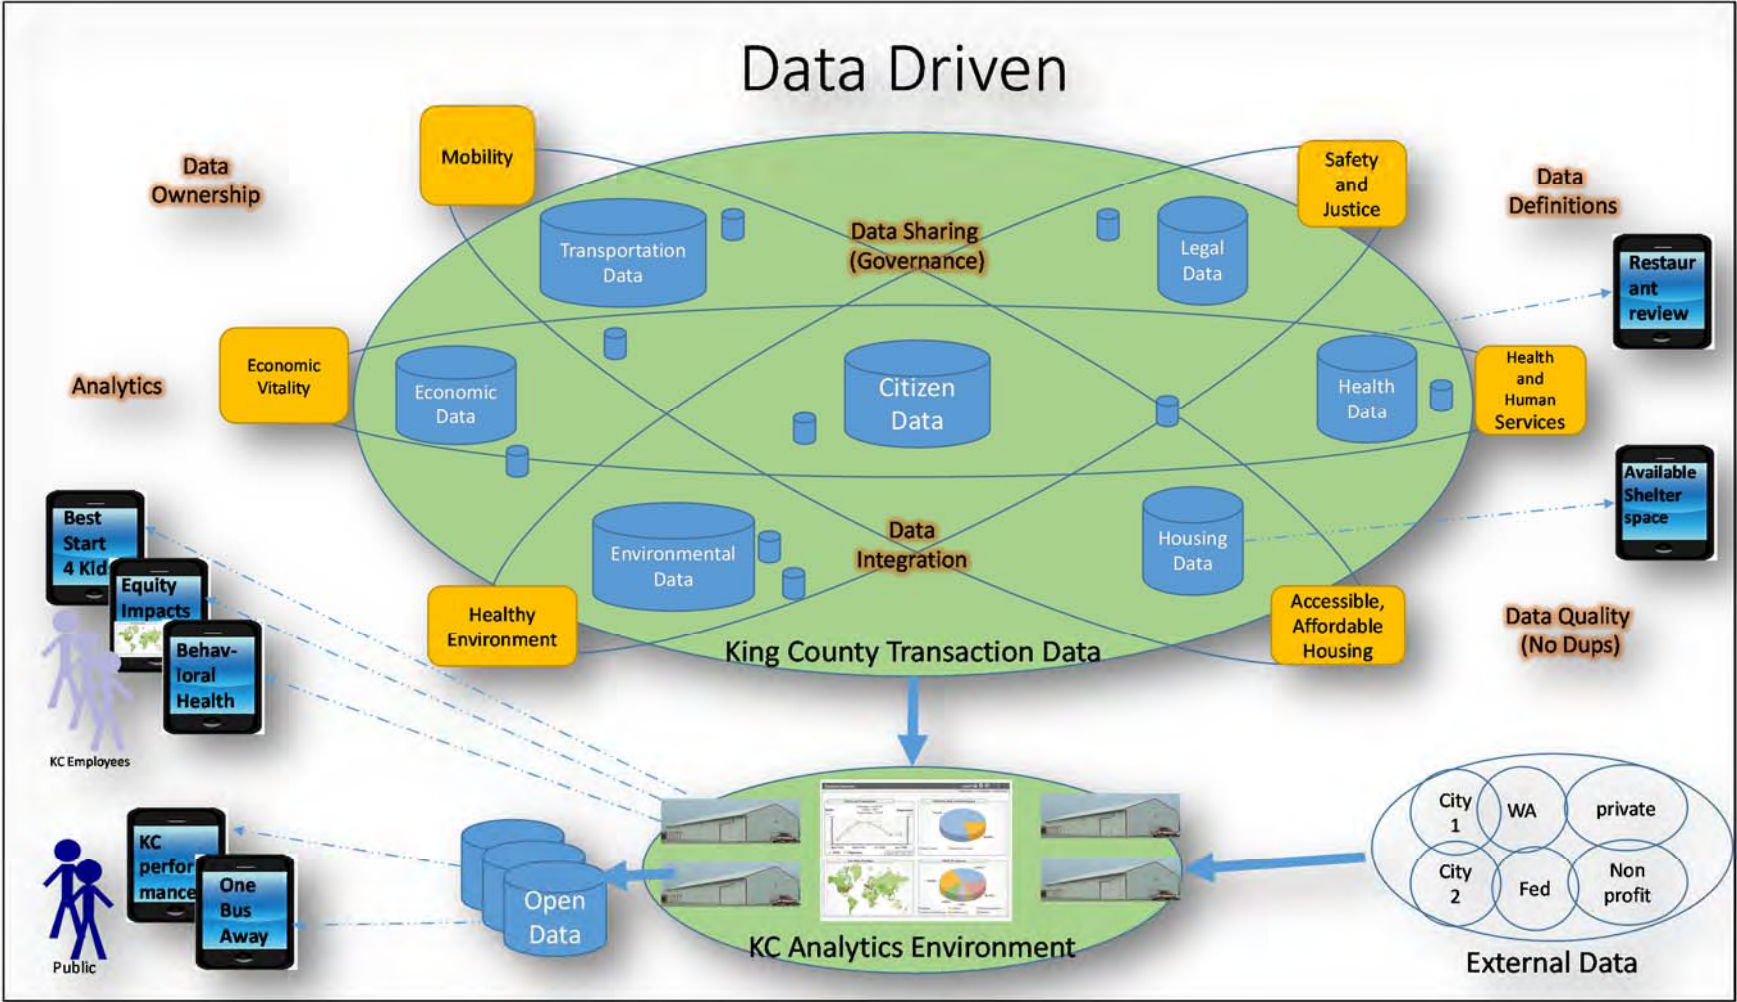 Data Driven
Data
Ownership
Mobility
Safety
and
Justice
Data
Definitions
Transportation
Data
Data Sharing
(Governance)
Legal
Data
Restaur
ant
review
Economic
Vitality
Analytics
Economic
Data
Citizen
Data
Health
Data
Health
and
Human
Services
Available
Shelter
space
Best
Start
4 Kid
Equity
Impacts
Behav-
ioral
Health
KC Employees
Environmental
Data
Data
Integration
Housing
Data
Healthy
Environment
King County Transaction Data
Accessible,
Affordable
Housing
Data Quality
(No Dups)
KC
perfor
mance
One
Bus
Away
Public
Open
Data
KC Analytics Environment
City
1
WA
private
City
2
Fed
Non
profit
External Data